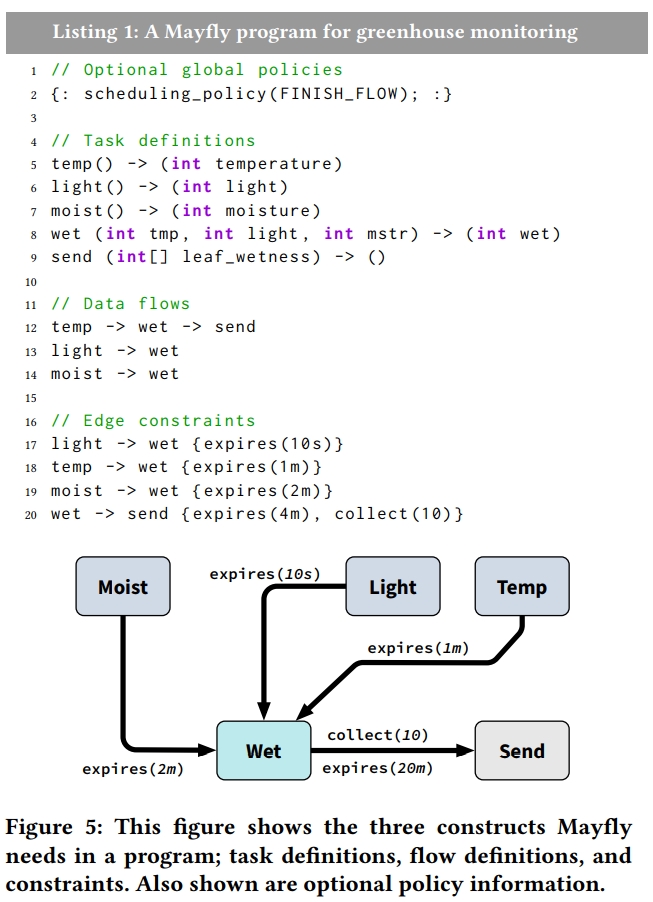 Listing 1: A Mayfly program for greenhouse monitoring
1 // Optional global policies
2 {: scheduling_policy(FINISH_FLOW); :}
3
4 // Task definitions
5 temp() -> (int temperature)
6 light() -> (int light)
7 moist() -> (int moisture)
8 wet (int tmp, int light, int mstr) -> (int wet)
9 send (int[] leaf_wetness) -> ()
10
11 // Data flows
12 temp -> wet -> send
13 light -> wet
14 moist -> wet
15
16 // Edge constraints
17 light -> wet {expires(10s)}
18 temp -> wet {expires(1m)}
19 moist -> wet {expires(2m)}
20 wet -> send {expires(4m), collect(10)}
Moist
expires(10s)
Light
Temp
expires(1m)
Wet
collect(10)
Send
expires(2m)
expires(20m)
Figure 5: This figure shows the three constructs Mayfly
needs in a program; task definitions, flow definitions, and
constraints. Also shown are optional policy information.